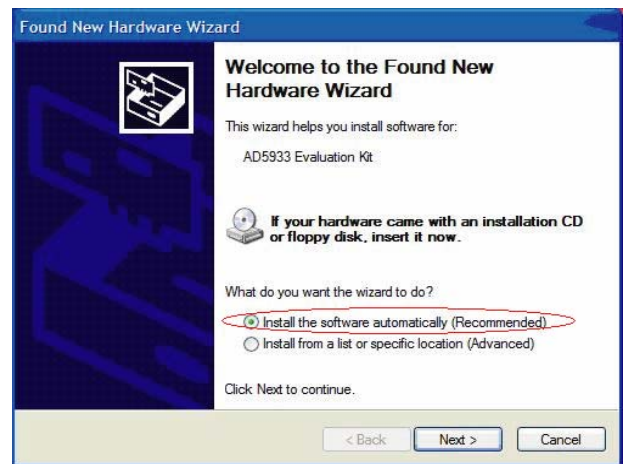 Found New Hardware Wizard
Welcome to the Found New
Hardware Wizard
This wizard helps you install software for:
AD5933 Evaluation Kit
If your hardware came with an installation CD
or floppy disk, insert it now.
What do you want the wizard to do?
Install the software automatically (Recommended)
Install from a list or specific location (Advanced)
Click Next to continue.
< Back Next > Cancel